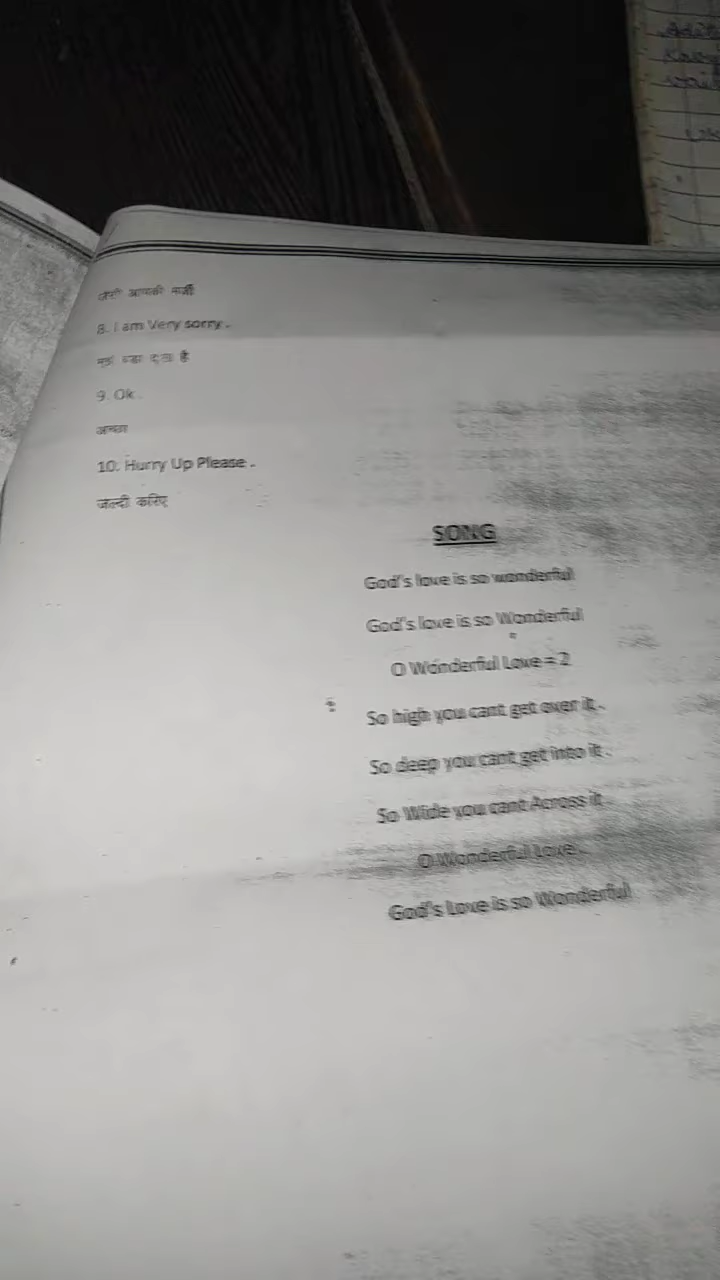 जैसी आपकी मर्जी
8. I am Very sorry.
है
9. Ok.
अच्छा
10. Hurry Up Please.
जल्दी करिए
SONG
God's love is so wonderful
God's love is so Wonderful
O Wonderful Love = 2
So high you cant get over it.
So deep you cant get into it.
So Wide you cant Across it
O Wonderful Love.
God's Love is so Wonderful